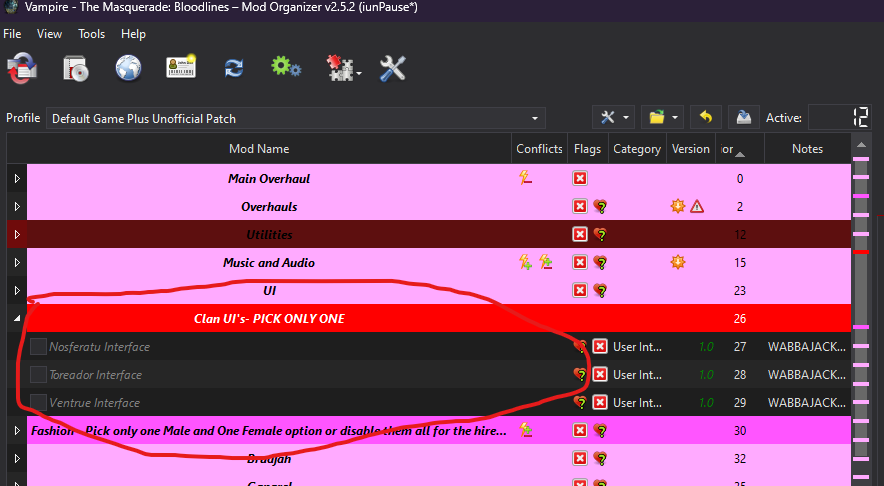 Vampire - The Masquerade: Bloodlines – Mod Organizer v2.5.2 (iunPause*)
File View Tools Help
Profile Default Game Plus Unofficial Patch Active: 12
Mod Name Conflicts Flags Category Version Notes
Main Overhaul 0
Overhauls 2
Utilities 12
Music and Audio 15
UI 23
Clan UI's- PICK ONLY ONE 26
Nosferatu Interface User Int... 1.0 27 WABBAJACK...
Toreador Interface User Int... 1.0 28 WABBAJACK...
Ventrue Interface User Int... 1.0 29 WABBAJACK...
Fashion - Pick only one Male and One Female option or disable them all for the hire... 30
Braujah 32